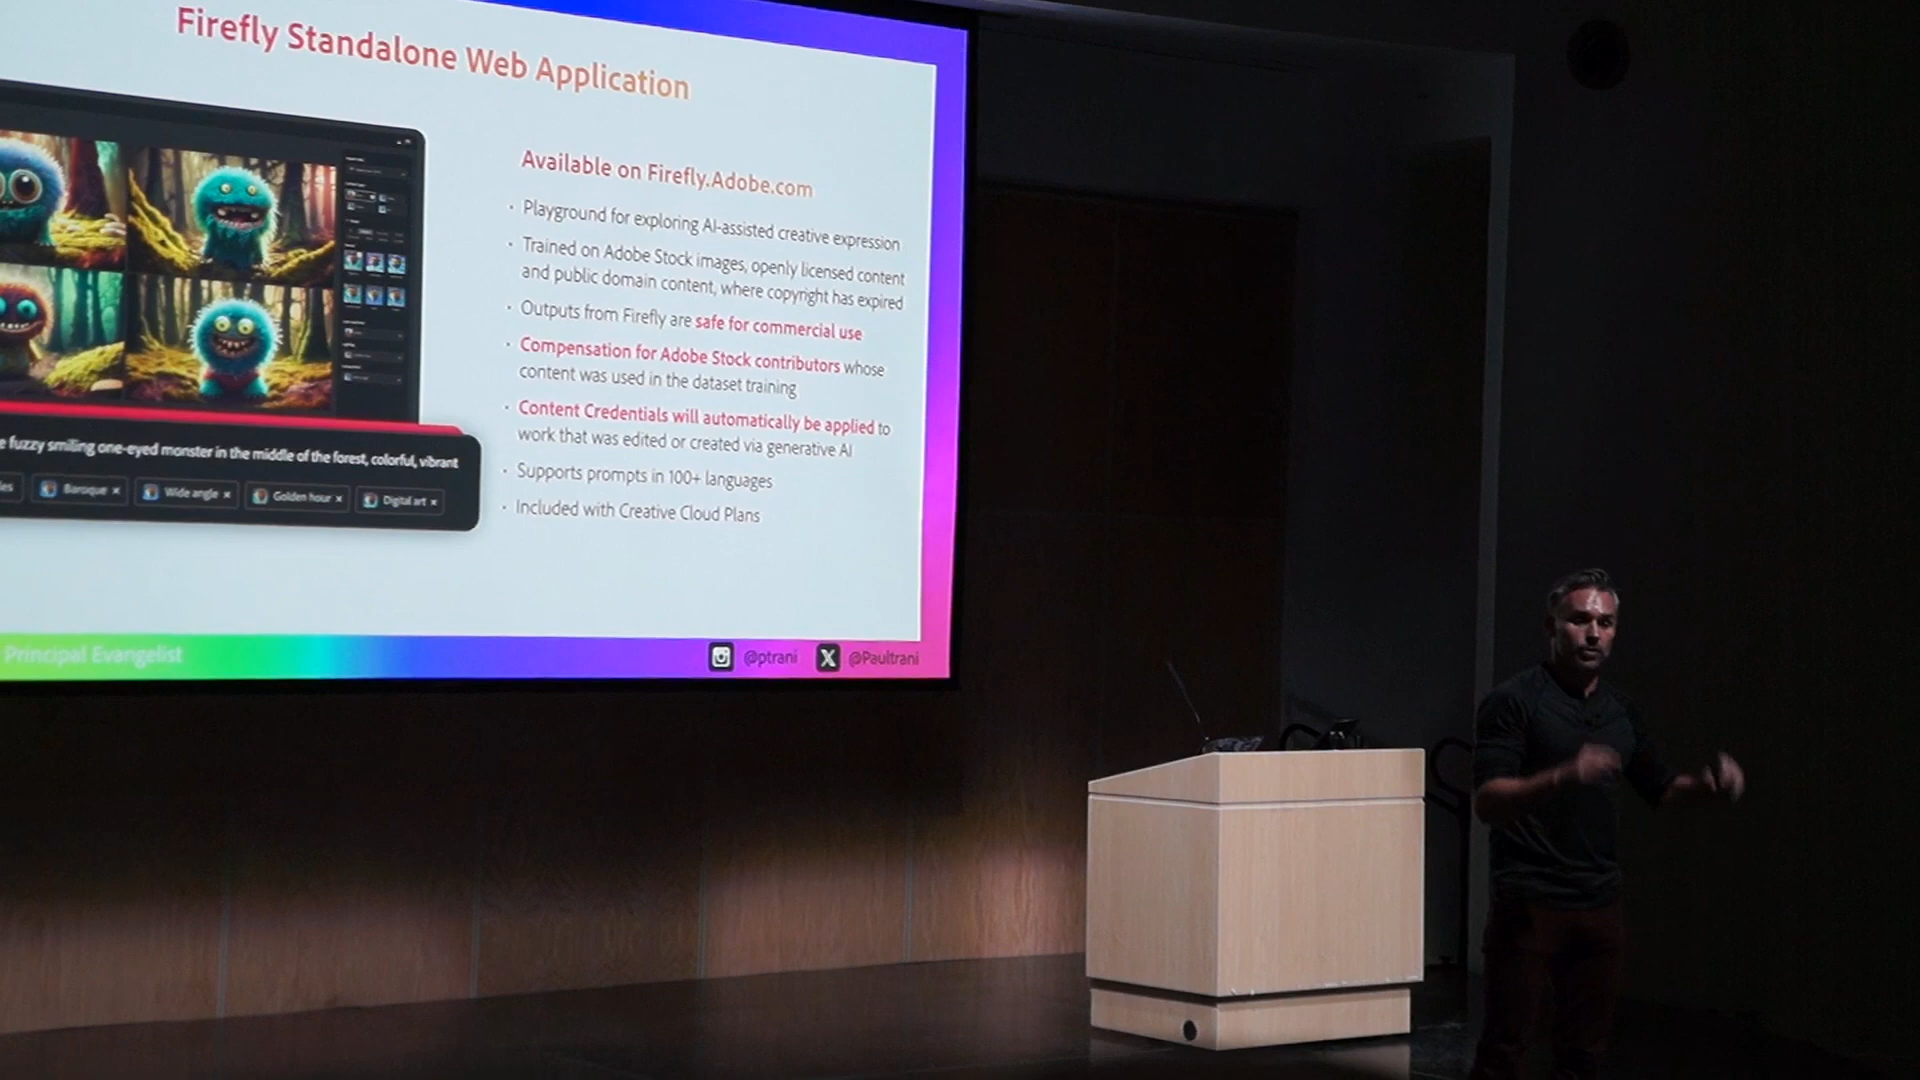 Firefly Standalone Web Application
Available on Firefly.Adobe.com
· Playground for exploring AI-assisted creative expression
· Trained on Adobe Stock images, openly licensed content
and public domain content, where copyright has expired
· Outputs from Firefly are safe for commercial use
· Compensation for Adobe Stock contributors whose
content was used in the dataset training
· Content Credentials will automatically be applied to
work that was edited or created via generative AI
· Supports prompts in 100+ languages
· Included with Creative Cloud Plans
fuzzy smiling one-eyed monster in the middle of the forest, colorful, vibrant
Baroque × Wide angle × Golden hour × Digital art ×
Principal Evangelist
@ptrani @Paultrani